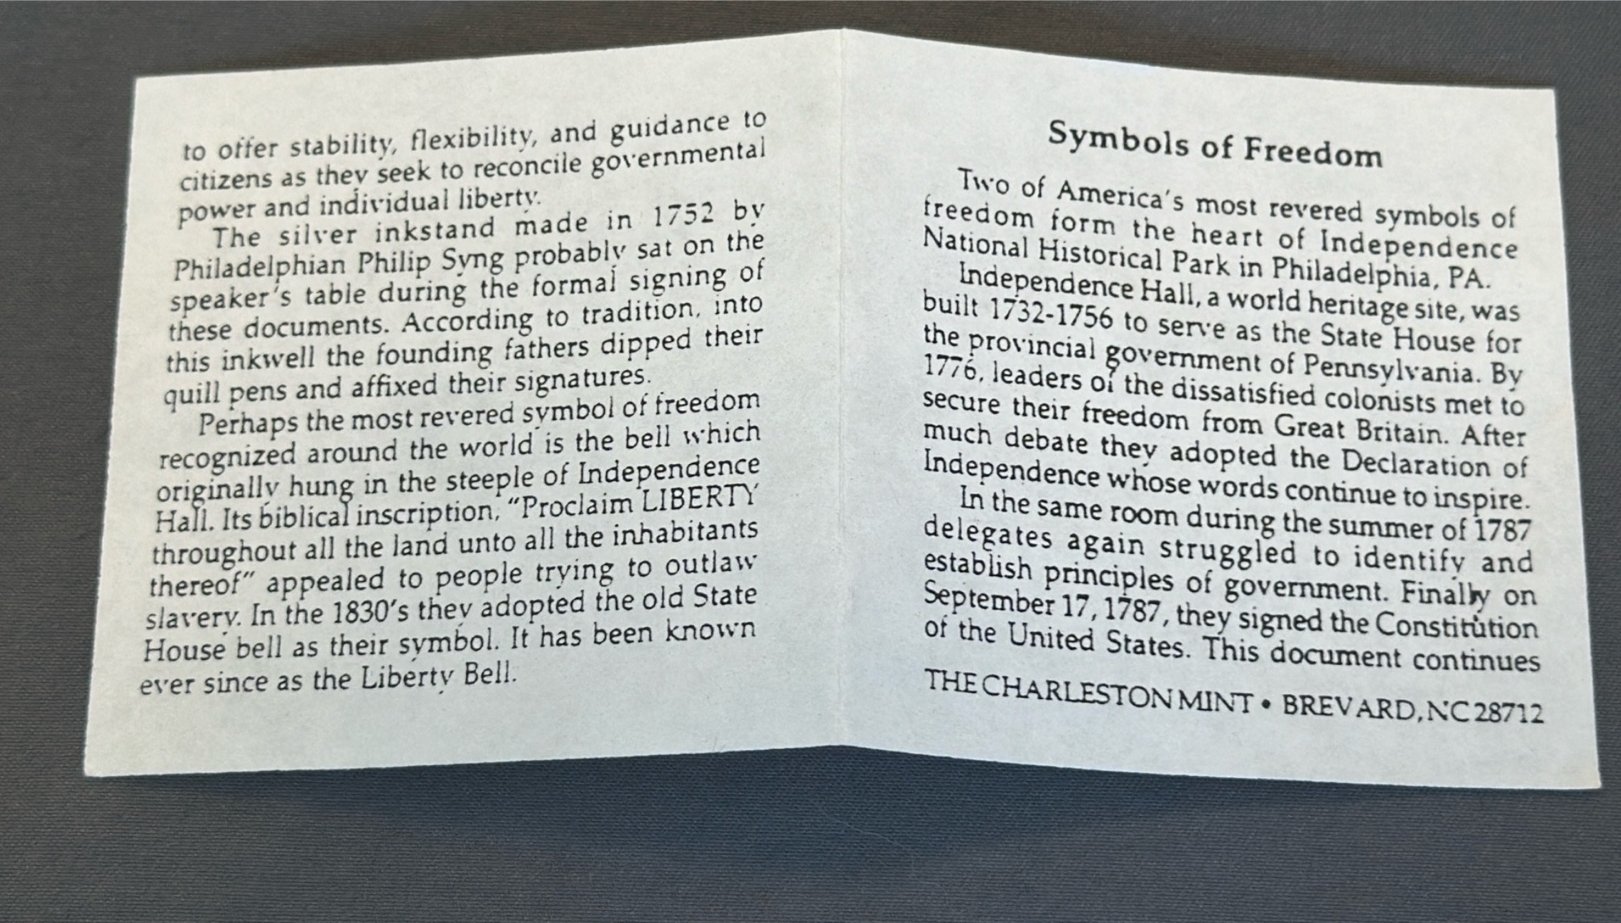 Symbols of Freedom
Two of America's most revered symbols of
freedom form the heart of Independence
National Historical Park in Philadelphia, PA.
Independence Hall, a world heritage site, was
built 1732-1756 to serve as the State House for
the provincial government of Pennsylvania. By
1776, leaders of the dissatisfied colonists met to
secure their freedom from Great Britain. After
much debate they adopted the Declaration of
Independence whose words continue to inspire.
In the same room during the summer of 1787
delegates again struggled to identify and
establish principles of government. Finally on
September 17, 1787, they signed the Constitution
of the United States. This document continues
THE CHARLESTON MINT • BREVARD, NC 28712
to offer stability, flexibility, and guidance to
citizens as they seek to reconcile governmental
power and individual liberty.
The silver inkstand made in 1752 by
Philadelphian Philip Syng probably sat on the
speaker's table during the formal signing of
these documents. According to tradition, into
this inkwell the founding fathers dipped their
quill pens and affixed their signatures.
Perhaps the most revered symbol of freedom
recognized around the world is the bell which
originally hung in the steeple of Independence
Hall. Its biblical inscription, "Proclaim LIBERTY
throughout all the land unto all the inhabitants
thereof" appealed to people trying to outlaw
slavery. In the 1830's they adopted the old State
House bell as their symbol. It has been known
ever since as the Liberty Bell.